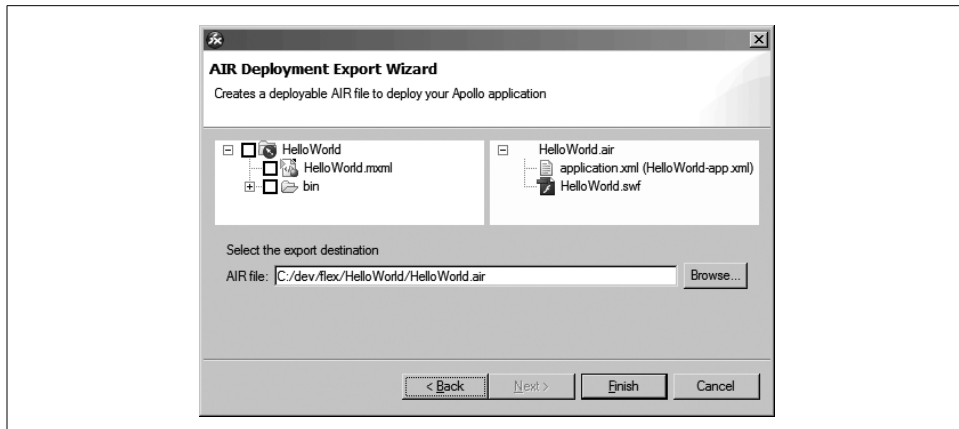 AIR Deployment Export Wizard
Creates a deployable AIR file to deploy your Apollo application
HelloWorld
HelloWorld.mxml
bin
HelloWorld.air
application.xml (HelloWorld-app.xml)
HelloWorld.swf
Select the export destination
AIR file: C:/dev/flex/HelloWorld/HelloWorld.air Browse...
< Back Next > Finish Cancel